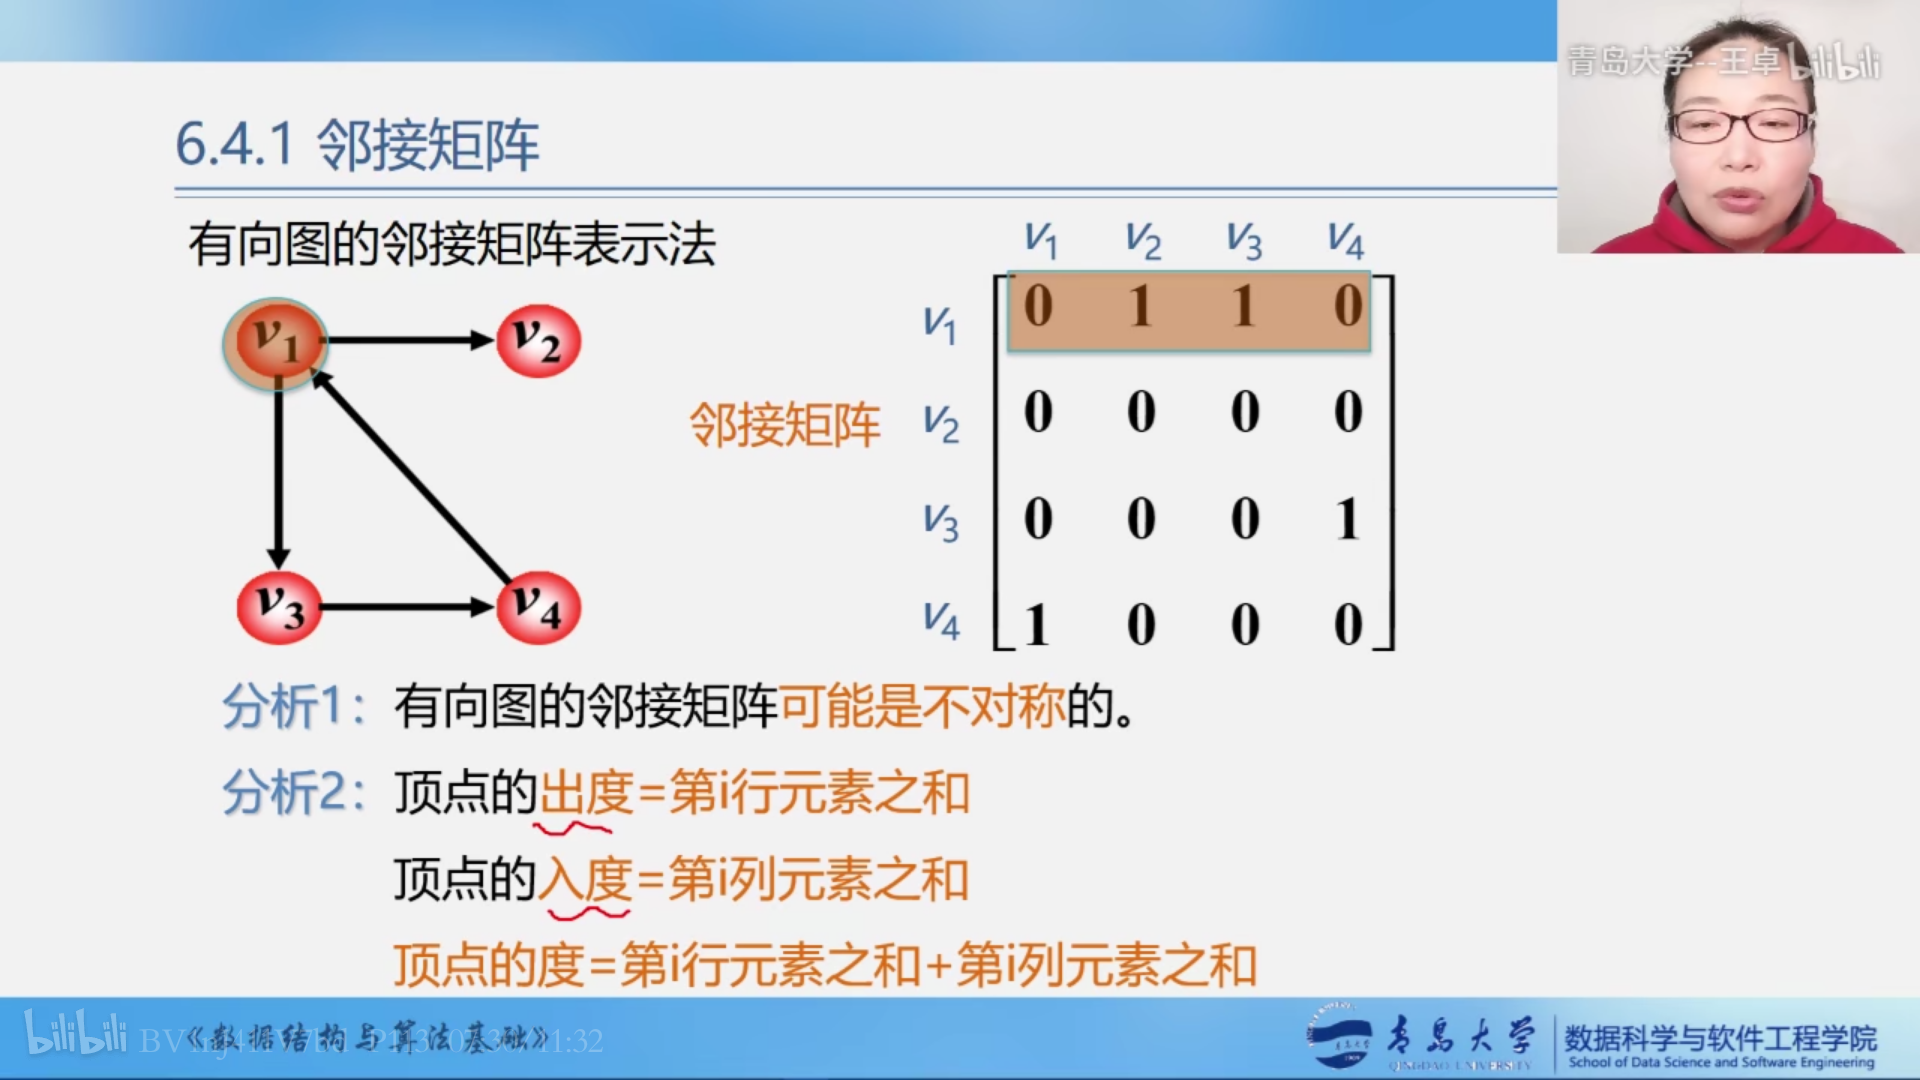 青岛大学--王卓 bilibili
6.4.1 邻接矩阵
有向图的邻接矩阵表示法
v1 v2 v3 v4
v1 0 1 1 0
v2 0 0 0 0
v3 0 0 0 1
v4 1 0 0 0
邻接矩阵
v1 v2
v3 v4
分析1：有向图的邻接矩阵可能是不对称的。
分析2：顶点的出度=第i行元素之和
顶点的入度=第i列元素之和
顶点的度=第i行元素之和+第i列元素之和
bilibili
《数据结构与算法基础》
11:32
青岛大学
QINGDAO UNIVERSITY
数据科学与软件工程学院
School of Data Science and Software Engineering